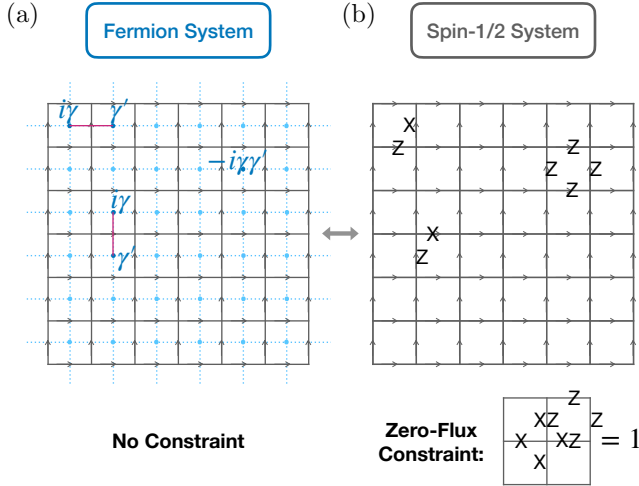 (a)
Fermion System
(b)
Spin-1/2 System
iγ
γ′
X
Z
Z
−iγγ′
Z
Z
Z
iγ
X
γ′
Z
No Constraint
Zero-Flux
Constraint:
Z
X Z
Z
X
X Z
= 1
X